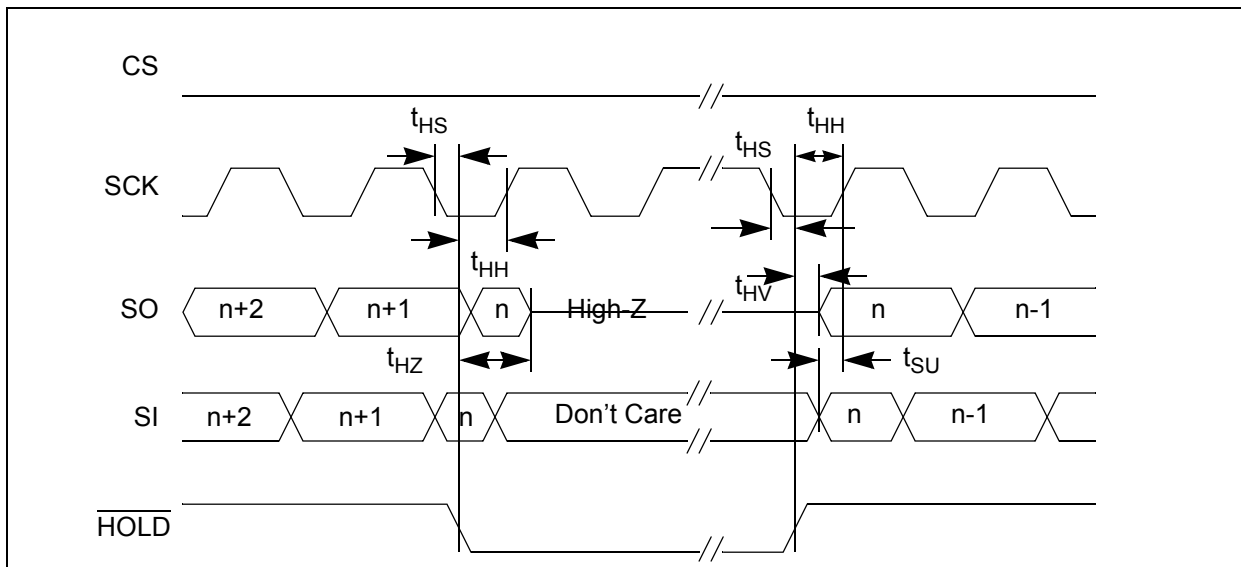 CS
tHS
tHH
tHS
SCK
tHH
tHV
SO
n+2
n+1
n
High-Z
n
n-1
tHZ
tSU
SI
n+2
n+1
n
Don't Care
n
n-1
HOLD